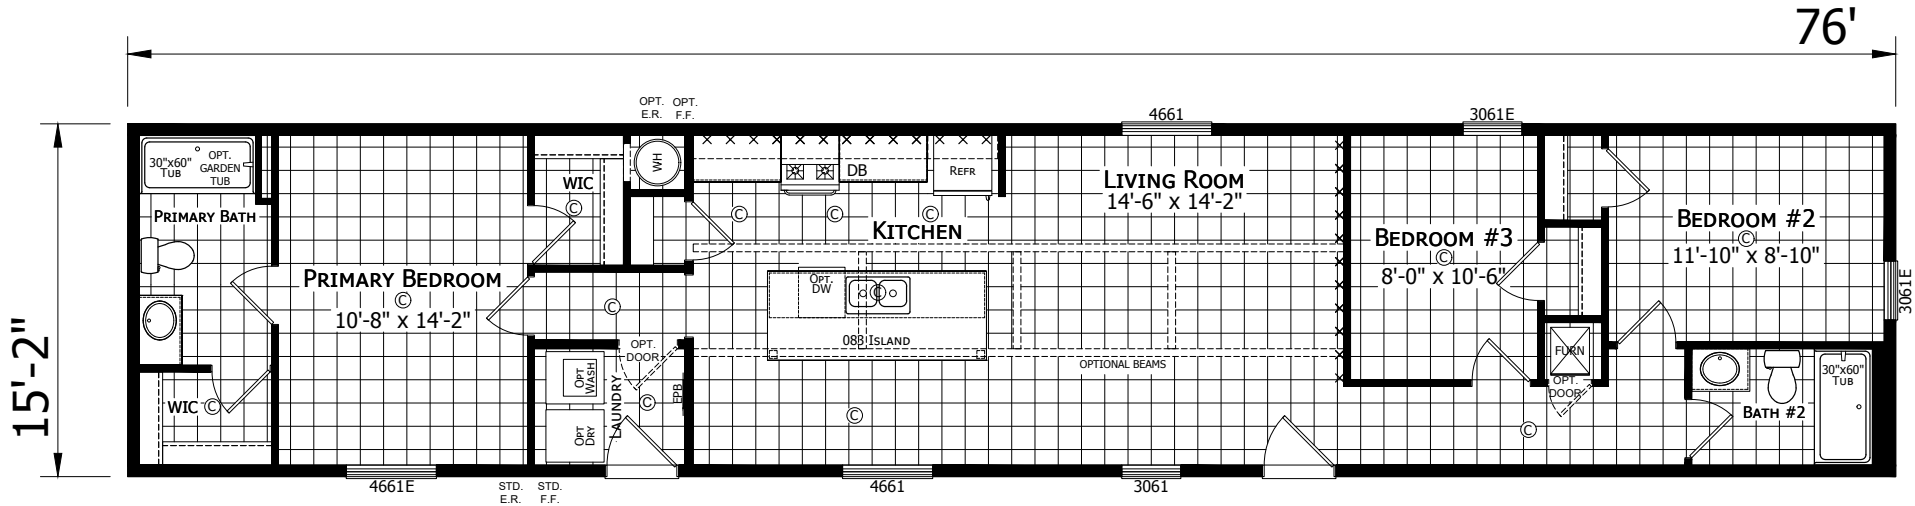 76'
15'-2"
OPT. OPT.
E.R. F.F.
4661
3061E
30"x60"
TUB
OPT.
GARDEN
TUB
PRIMARY BATH
WIC
C
PRIMARY BEDROOM
C
10'-8" x 14'-2"
WIC
C
WH
C
DB
REFR
C C C
KITCHEN
OPT.
DW
C
083 ISLAND
LIVING ROOM
14'-6" x 14'-2"
OPTIONAL BEAMS
OPT.
DOOR
OPT
WASH
OPT
DRY
LAUNDRY
C
EPB
C
BEDROOM #3
C
8'-0" x 10'-6"
BEDROOM #2
C
11'-10" x 8'-10"
3061E
FURN
OPT.
DOOR
C
BATH #2
30"x60"
TUB
4661E
STD. STD.
E.R. F.F.
4661
3061